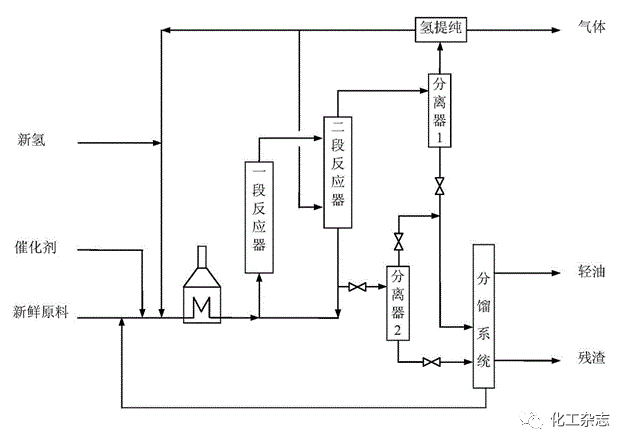 氢提纯
气体
分离器1
新氢
二段反应器
一段反应器
催化剂
新鲜原料
分离器2
分馏系统
轻油
残渣
化工杂志